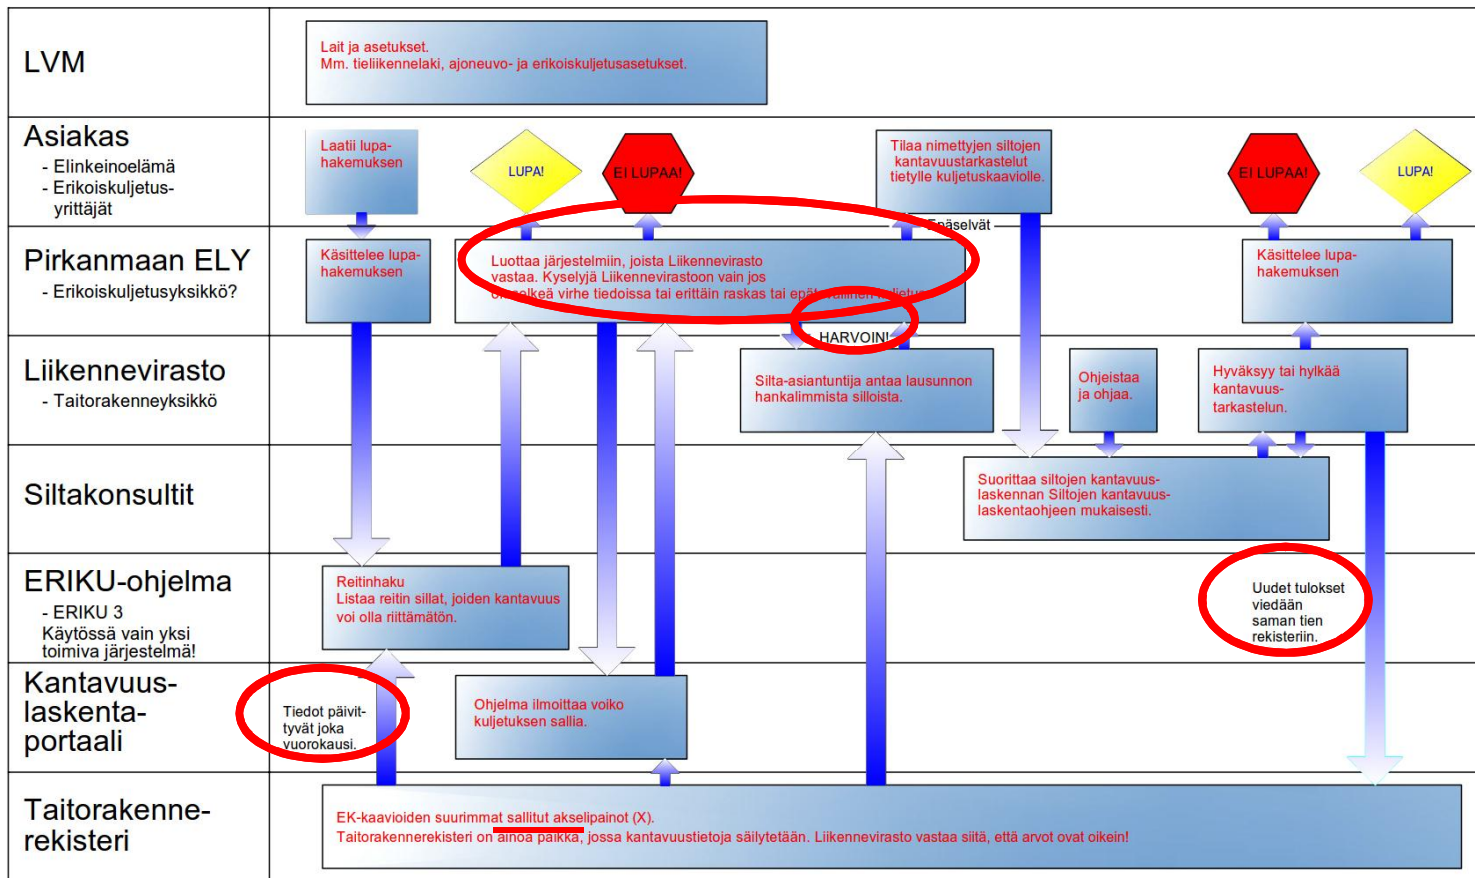 LVM
Lait ja asetukset.
Mm. tieliikennelaki, ajoneuvo- ja erikoiskuljetusasetukset.
Asiakas
- Elinkeinoelämä
- Erikoiskuljetus-
yrittäjät
Laatii lupa-
hakemuksen
LUPA!
EI LUPAA!
Tilaa nimettyjen siltojen
kantavuustarkastelut
tietylle kuljetuskaaviolle.
EI LUPAA!
LUPA!
Epäselvät
Pirkanmaan ELY
- Erikoiskuljetusyksikkö?
Käsittelee lupa-
hakemuksen
Luottaa järjestelmiin, joista Liikennevirasto
vastaa. Kyselyjä Liikennevirastoon vain jos
virhe tiedoissa tai erittäin raskas tai
Käsittelee lupa-
hakemuksen
HARVOIN!
Liikennevirasto
- Taitorakenneyksikkö
Silta-asiantuntija antaa lausunnon
hankalimmista silloista.
Ohjeistaa
ja ohjaa.
Hyväksyy tai hylkää
kantavuus-
tarkastelun.
Siltakonsultit
Suorittaa siltojen kantavuus-
laskennan Siltojen kantavuus-
laskentaohjeen mukaisesti.
ERIKU-ohjelma
- ERIKU 3
Käytössä vain yksi
toimiva järjestelmä!
Reitinhaku
Listaa reitin sillat, joiden kantavuus
voi olla riittämätön.
Uudet tulokset
viedään
saman tien
rekisteriin.
Kantavuus-
laskenta-
portaali
Tiedot päivit-
tyvät joka
vuorokausi.
Ohjelma ilmoittaa voiko
kuljetuksen sallia.
Taitorakenne-
rekisteri
EK-kaavioiden suurimmat sallitut akselipainot (X).
Taitorakennerekisteri on ainoa paikka, jossa kantavuustietoja säilytetään. Liikennevirasto vastaa siitä, että arvot ovat oikein!